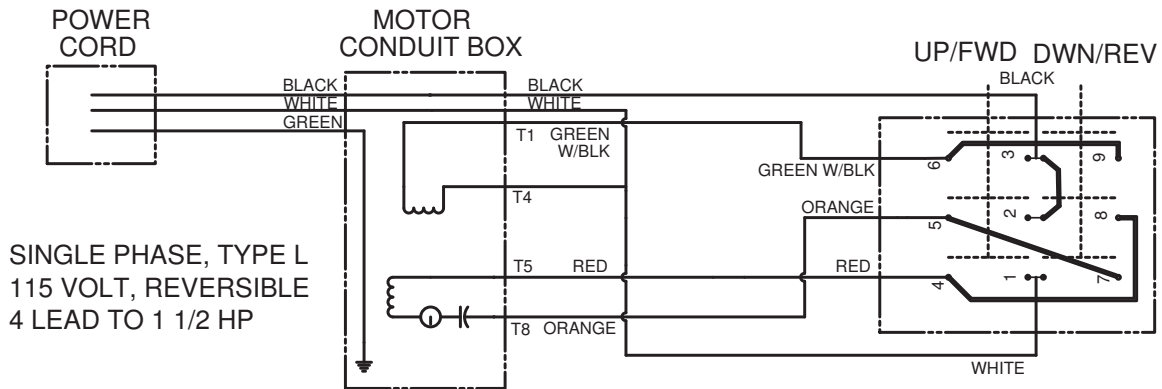 POWER
CORD
MOTOR
CONDUIT BOX
UP/FWD DWN/REV
BLACK
BLACK
BLACK
WHITE
WHITE
GREEN
T1 GREEN
W/BLK
GREEN W/BLK
6
3
9
T4
ORANGE
5
2
8
SINGLE PHASE, TYPE L
115 VOLT, REVERSIBLE
4 LEAD TO 1 1/2 HP
T5 RED
RED
4
1
7
T8 ORANGE
WHITE